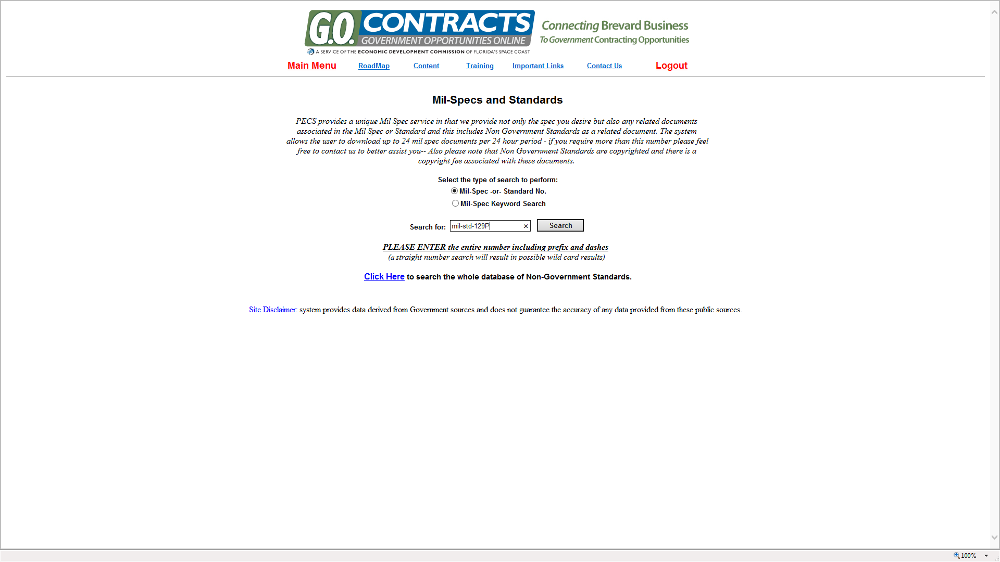 G.O. CONTRACTS
GOVERNMENT OPPORTUNITIES ONLINE
A SERVICE OF THE ECONOMIC DEVELOPMENT COMMISSION OF FLORIDA'S SPACE COAST
Connecting Brevard Business
To Government Contracting Opportunities
Main Menu RoadMap Content Training Important Links Contact Us Logout
Mil-Specs and Standards
PECS provides a unique Mil Spec service in that we provide not only the spec you desire but also any related documents
associated in the Mil Spec or Standard and this includes Non Government Standards as a related document. The system
allows the user to download up to 24 mil spec documents per 24 hour period - if you require more than this number please feel
free to contact us to better assist you-- Also please note that Non Government Standards are copyrighted and there is a
copyright fee associated with these documents.
Select the type of search to perform:
Mil-Spec -or- Standard No.
Mil-Spec Keyword Search
Search for: mil-std-129P × Search
PLEASE ENTER the entire number including prefix and dashes
(a straight number search will result in possible wild card results)
Click Here to search the whole database of Non-Government Standards.
Site Disclaimer: system provides data derived from Government sources and does not guarantee the accuracy of any data provided from these public sources.
100%